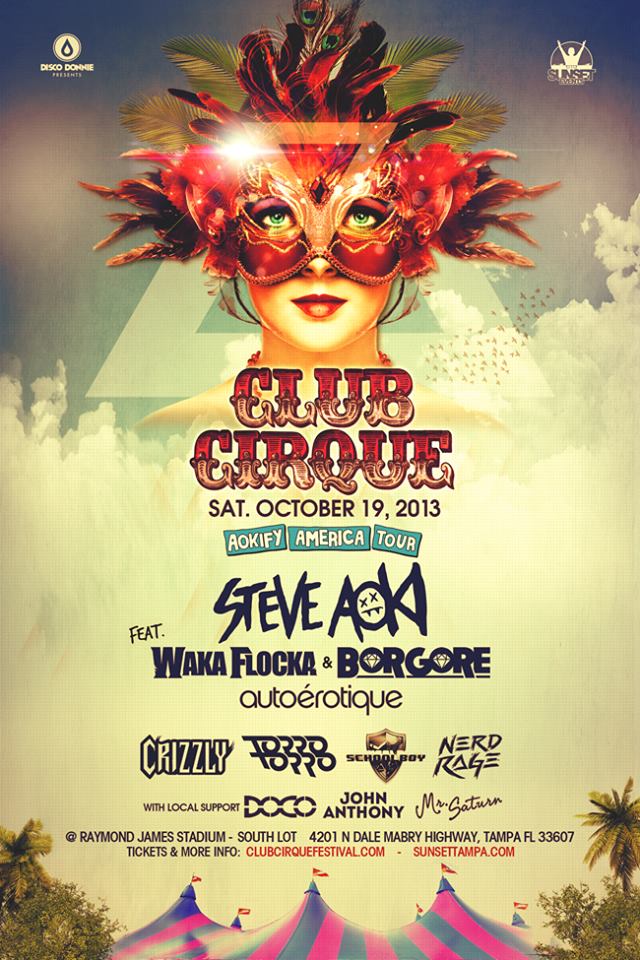 DISCO DONNIE
PRESENTS
SUNSET
EVENTS
CLUB
CIRQUE
SAT. OCTOBER 19, 2013
AOKIFY AMERICA TOUR
STEVE AOKI
FEAT.
WAKA FLOCKA & BORGORE
autoérotique
CRIZZLY TORRO TORRO SCHOOLBOY NERD RAGE
WITH LOCAL SUPPORT DOCO JOHN ANTHONY Mr. Saturn
@ RAYMOND JAMES STADIUM - SOUTH LOT 4201 N DALE MABRY HIGHWAY, TAMPA FL 33607
TICKETS & MORE INFO: CLUBCIRQUEFESTIVAL.COM - SUNSETTAMPA.COM